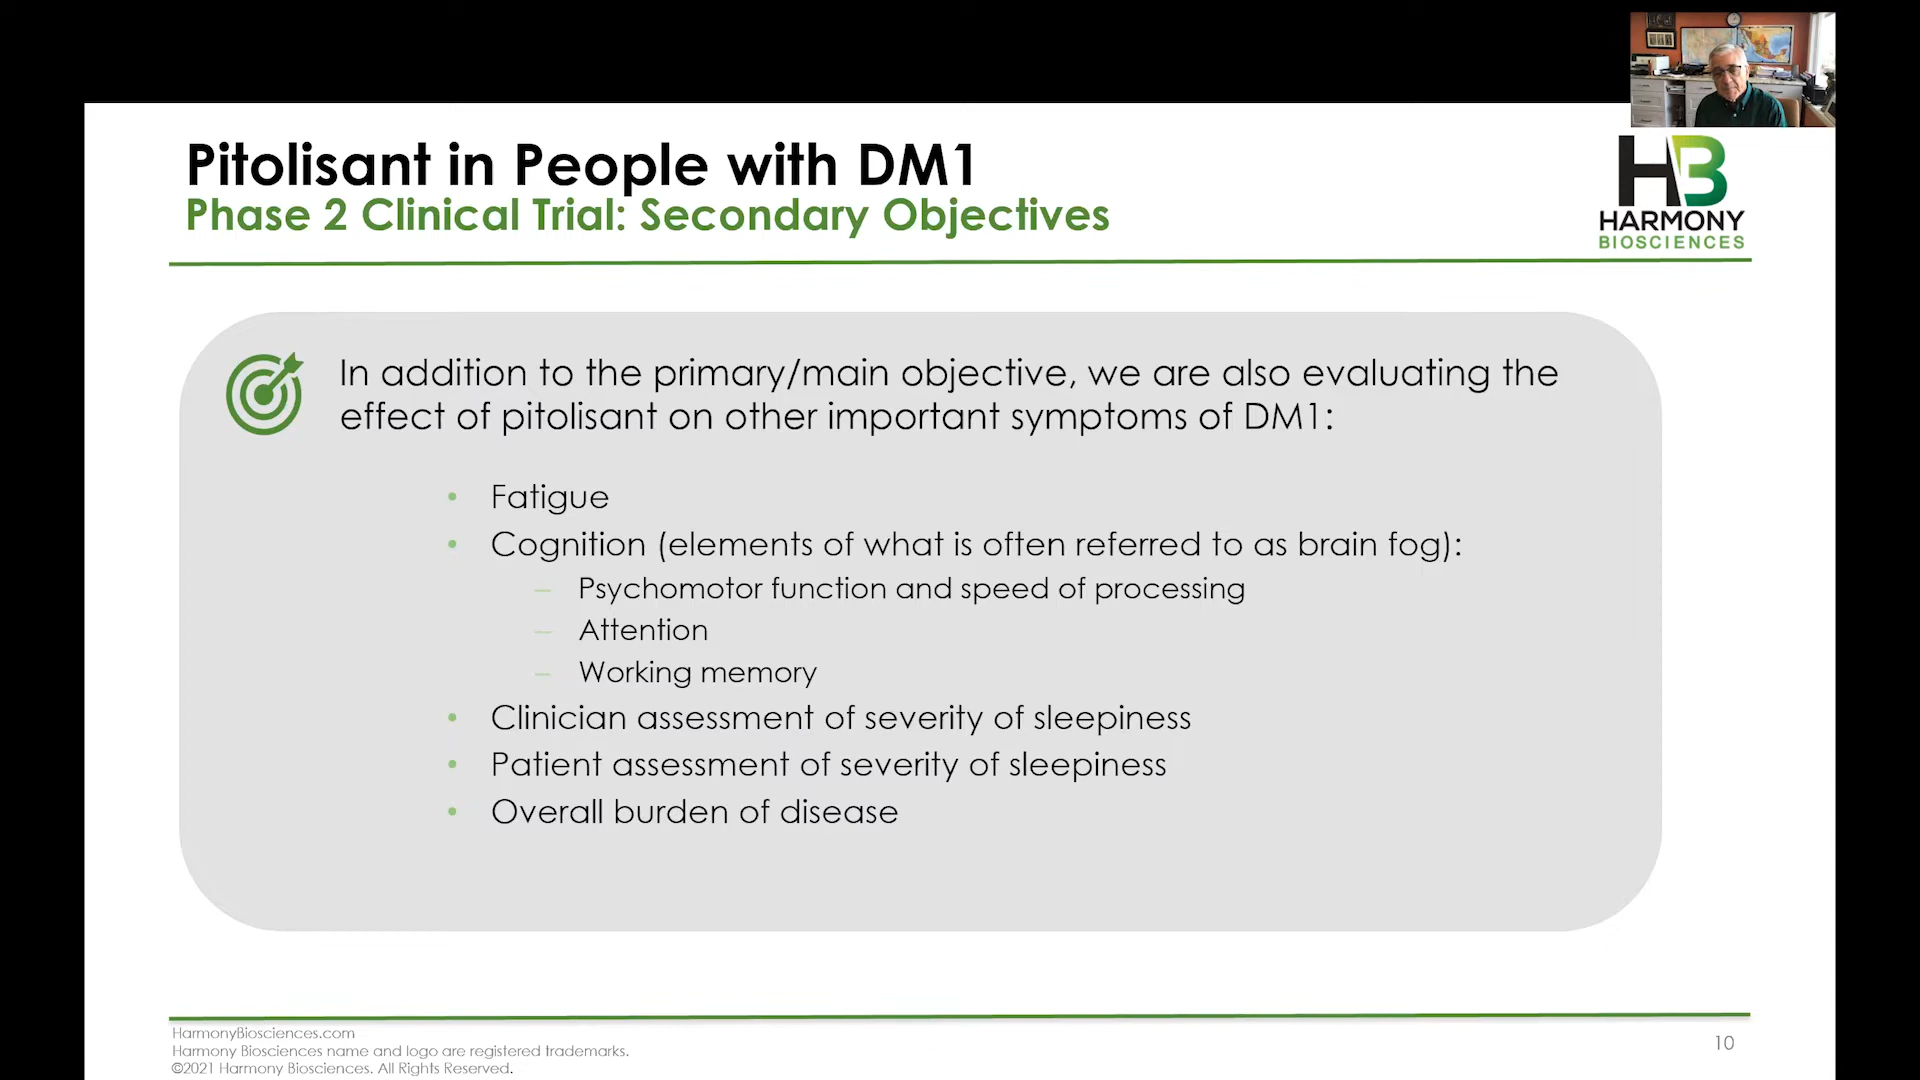 Pitolisant in People with DM1
Phase 2 Clinical Trial: Secondary Objectives
HB
HARMONY
BIOSCIENCES
In addition to the primary/main objective, we are also evaluating the
effect of pitolisant on other important symptoms of DM1:
• Fatigue
• Cognition (elements of what is often referred to as brain fog):
– Psychomotor function and speed of processing
– Attention
– Working memory
• Clinician assessment of severity of sleepiness
• Patient assessment of severity of sleepiness
• Overall burden of disease
HarmonyBiosciences.com
Harmony Biosciences name and logo are registered trademarks.
©2021 Harmony Biosciences. All Rights Reserved.
10